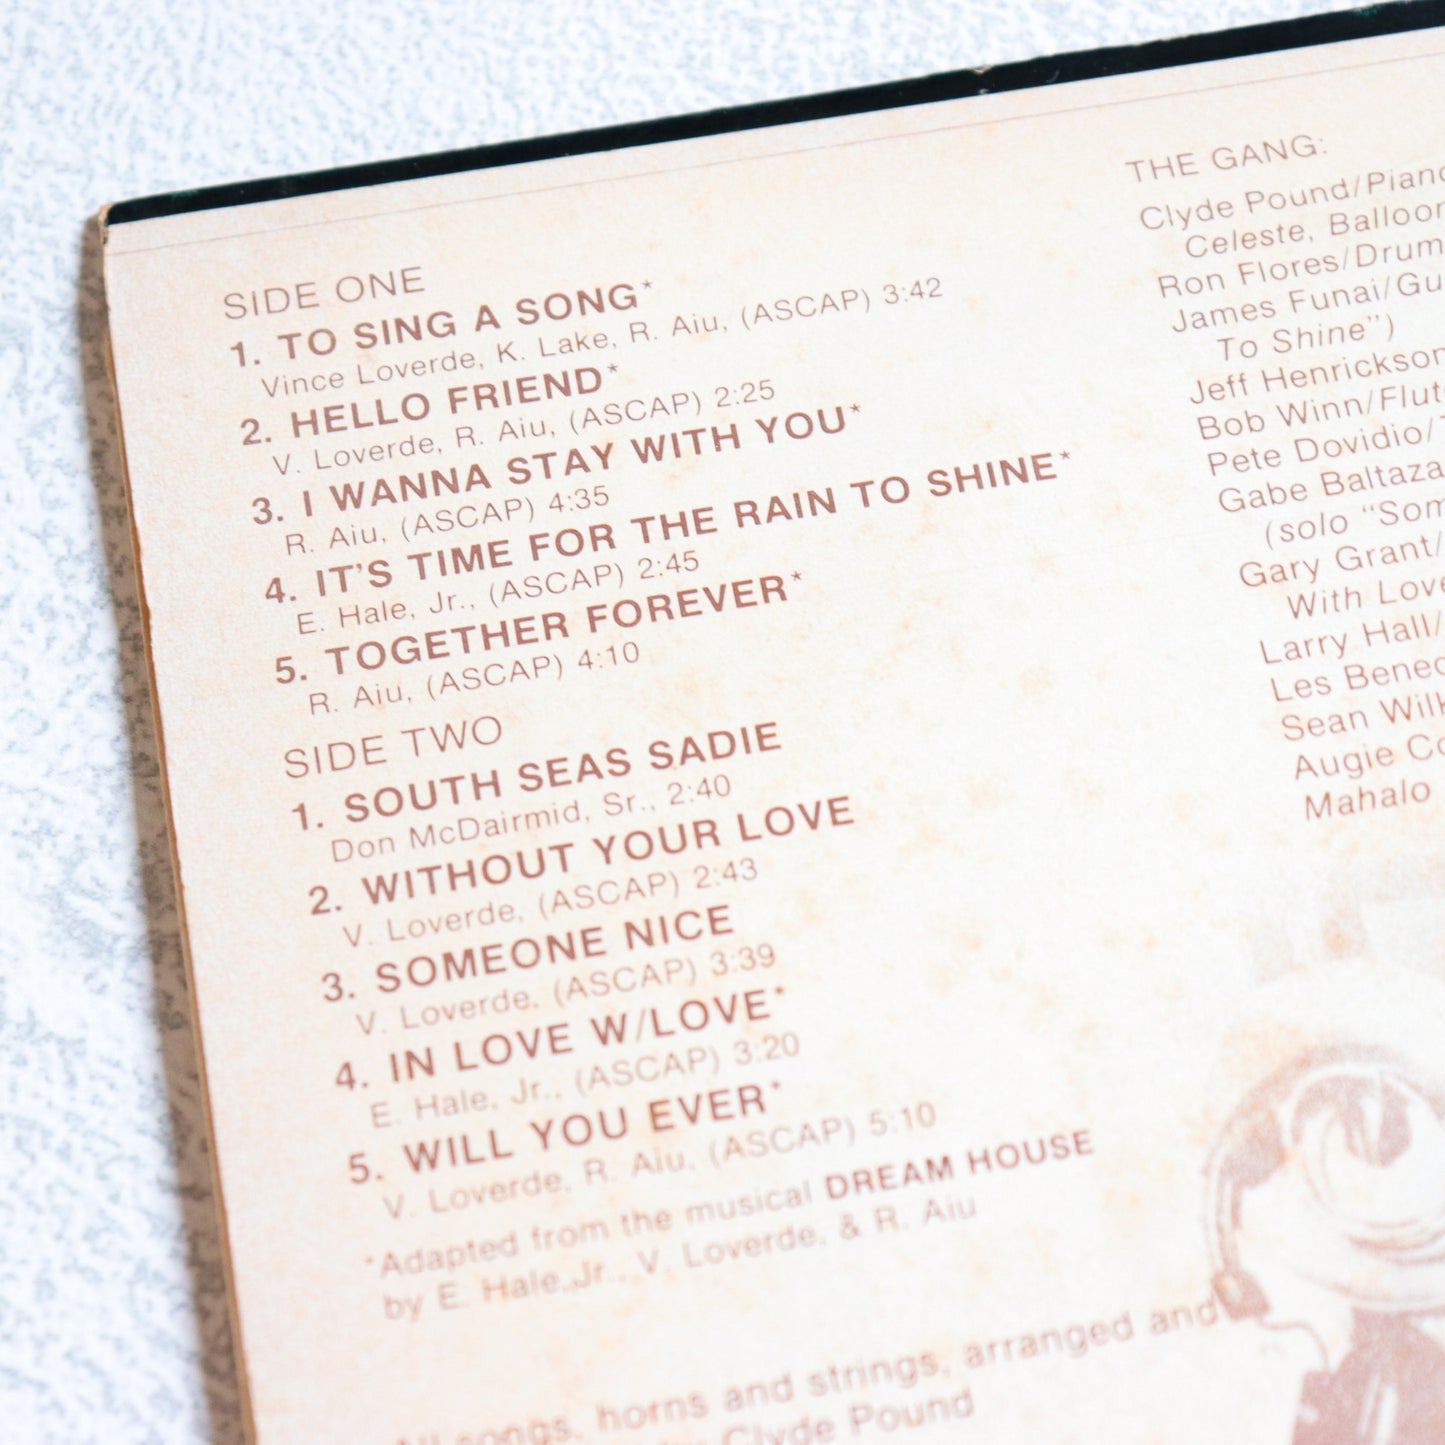 SIDE ONE
1. TO SING A SONG*
Vince Loverde, K. Lake, R. Aiu, (ASCAP) 3:42
2. HELLO FRIEND*
V. Loverde, R. Aiu, (ASCAP) 2:25
3. I WANNA STAY WITH YOU*
R. Aiu, (ASCAP) 4:35
4. IT'S TIME FOR THE RAIN TO SHINE*
E. Hale, Jr., (ASCAP) 2:45
5. TOGETHER FOREVER*
R. Aiu, (ASCAP) 4:10
SIDE TWO
1. SOUTH SEAS SADIE
Don McDairmid, Sr., 2:40
2. WITHOUT YOUR LOVE
V. Loverde, (ASCAP) 2:43
3. SOMEONE NICE
V. Loverde, (ASCAP) 3:39
4. IN LOVE W/LOVE*
E. Hale, Jr., (ASCAP) 3:20
5. WILL YOU EVER*
V. Loverde, R. Aiu, (ASCAP) 5:10
*Adapted from the musical DREAM HOUSE
by E. Hale, Jr., V. Loverde, & R. Aiu
songs, horns and strings, arranged and
Clyde Pound
THE GANG:
Clyde Pound/Piano
Celeste, Balloon
Ron Flores/Drum
James Funai/Gu
To Shine")
Jeff Henrickson
Bob Winn/Flut
Pete Dovidio/
Gabe Baltaza
(solo "Som
Gary Grant/
With Love
Larry Hall/
Les Bened
Sean Wilk
Augie Co
Mahalo